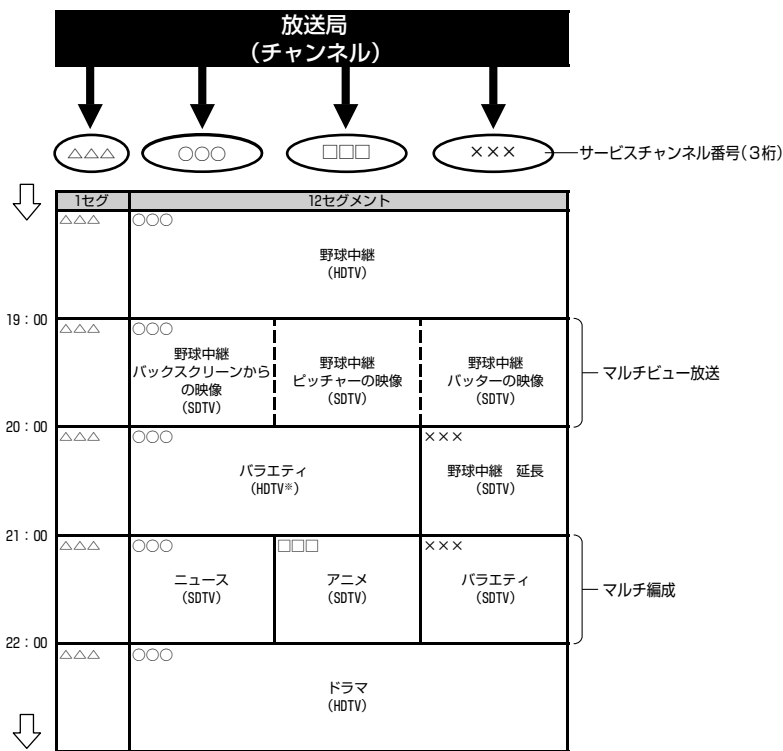 放送局
（チャンネル）
△△△
○○○
□□□
×××
サービスチャンネル番号（3桁）
1セグ
12セグメント
△△△
○○○
野球中継
（HDTV）
19：00
△△△
○○○
野球中継
バックスクリーンから
の映像
（SDTV）
野球中継
ピッチャーの映像
（SDTV）
野球中継
バッターの映像
（SDTV）
マルチビュー放送
20：00
△△△
○○○
バラエティ
（HDTV※）
×××
野球中継　延長
（SDTV）
21：00
△△△
○○○
ニュース
（SDTV）
□□□
アニメ
（SDTV）
×××
バラエティ
（SDTV）
マルチ編成
22：00
△△△
○○○
ドラマ
（HDTV）